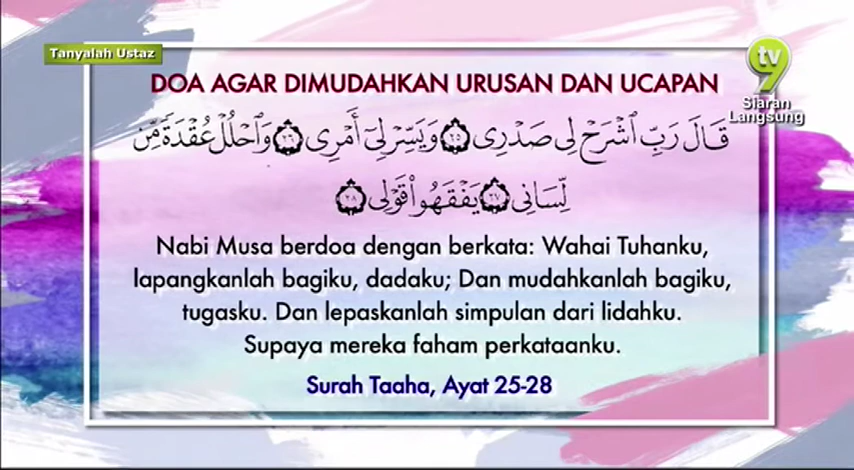 Tanyalah Ustaz
tv9
Siaran
Langsung
DOA AGAR DIMUDAHKAN URUSAN DAN UCAPAN
قَالَ رَبِّ ٱشْرَحْ لِى صَدْرِى ۝٢٥ وَيَسِّرْ لِىٓ أَمْرِى ۝٢٦ وَٱحْلُلْ عُقْدَةً مِّن
لِّسَانِى ۝٢٧ يَفْقَهُوا۟ قَوْلِى ۝٢٨
Nabi Musa berdoa dengan berkata: Wahai Tuhanku,
lapangkanlah bagiku, dadaku; Dan mudahkanlah bagiku,
tugasku. Dan lepaskanlah simpulan dari lidahku.
Supaya mereka faham perkataanku.
Surah Taaha, Ayat 25-28